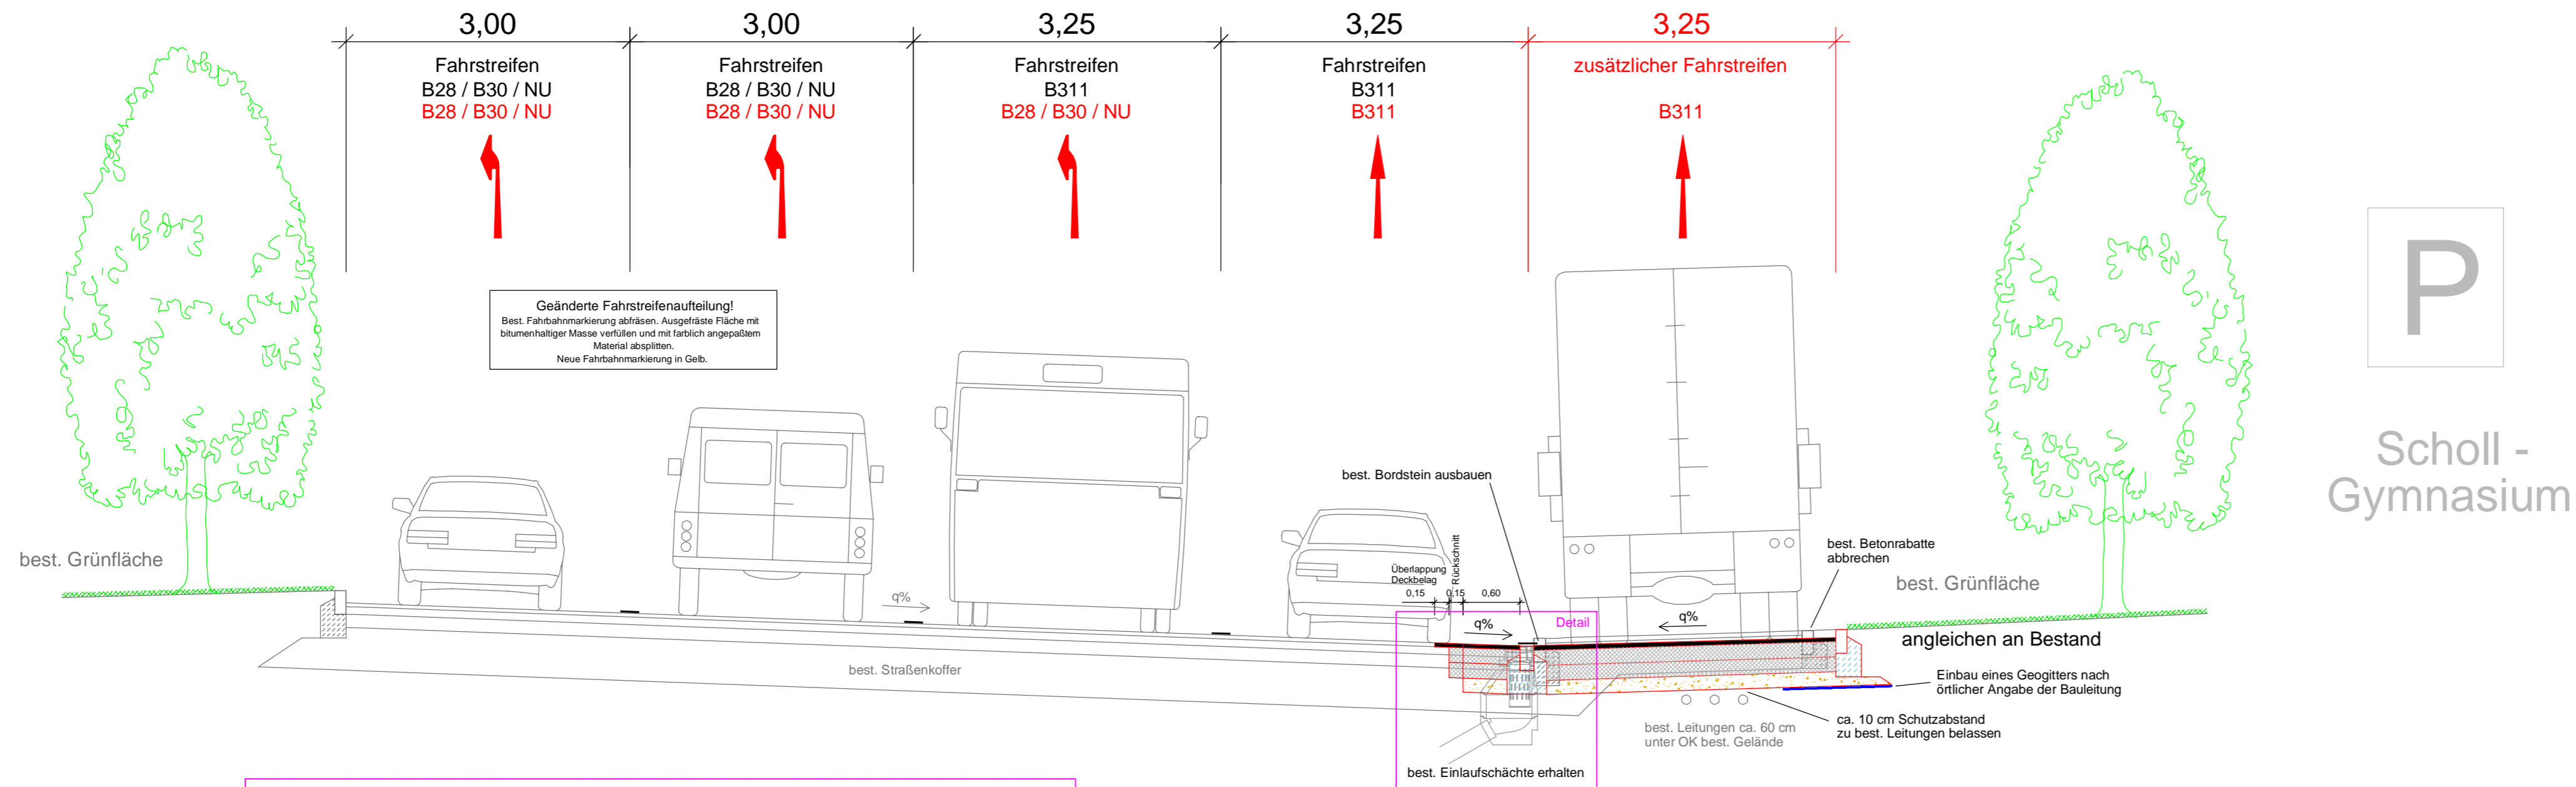 3,00
3,00
3,25
3,25
3,25
Fahrstreifen
B28 / B30 / NU
B28 / B30 / NU
Fahrstreifen
B28 / B30 / NU
B28 / B30 / NU
Fahrstreifen
B311
B28 / B30 / NU
Fahrstreifen
B311
B311
zusätzlicher Fahrstreifen
B311
Geänderte Fahrstreifenaufteilung!
Best. Fahrbahnmarkierung abfräsen. Ausgefräste Fläche mit
bitumenhaltiger Masse verfüllen und mit farblich angepaßtem
Material absplitten.
Neue Fahrbahnmarkierung in Gelb.
P
Scholl -
Gymnasium
best. Grünfläche
best. Bordstein ausbauen
best. Betonrabatte
abbrechen
best. Grünfläche
Überlappung
Deckbelag
Rückschnitt
0,15
0,15
0,60
q%
q%
q%
Detail
angleichen an Bestand
best. Straßenkoffer
Einbau eines Geogitters nach
örtlicher Angabe der Bauleitung
ca. 10 cm Schutzabstand
zu best. Leitungen belassen
best. Leitungen ca. 60 cm
unter OK best. Gelände
best. Einlaufschächte erhalten